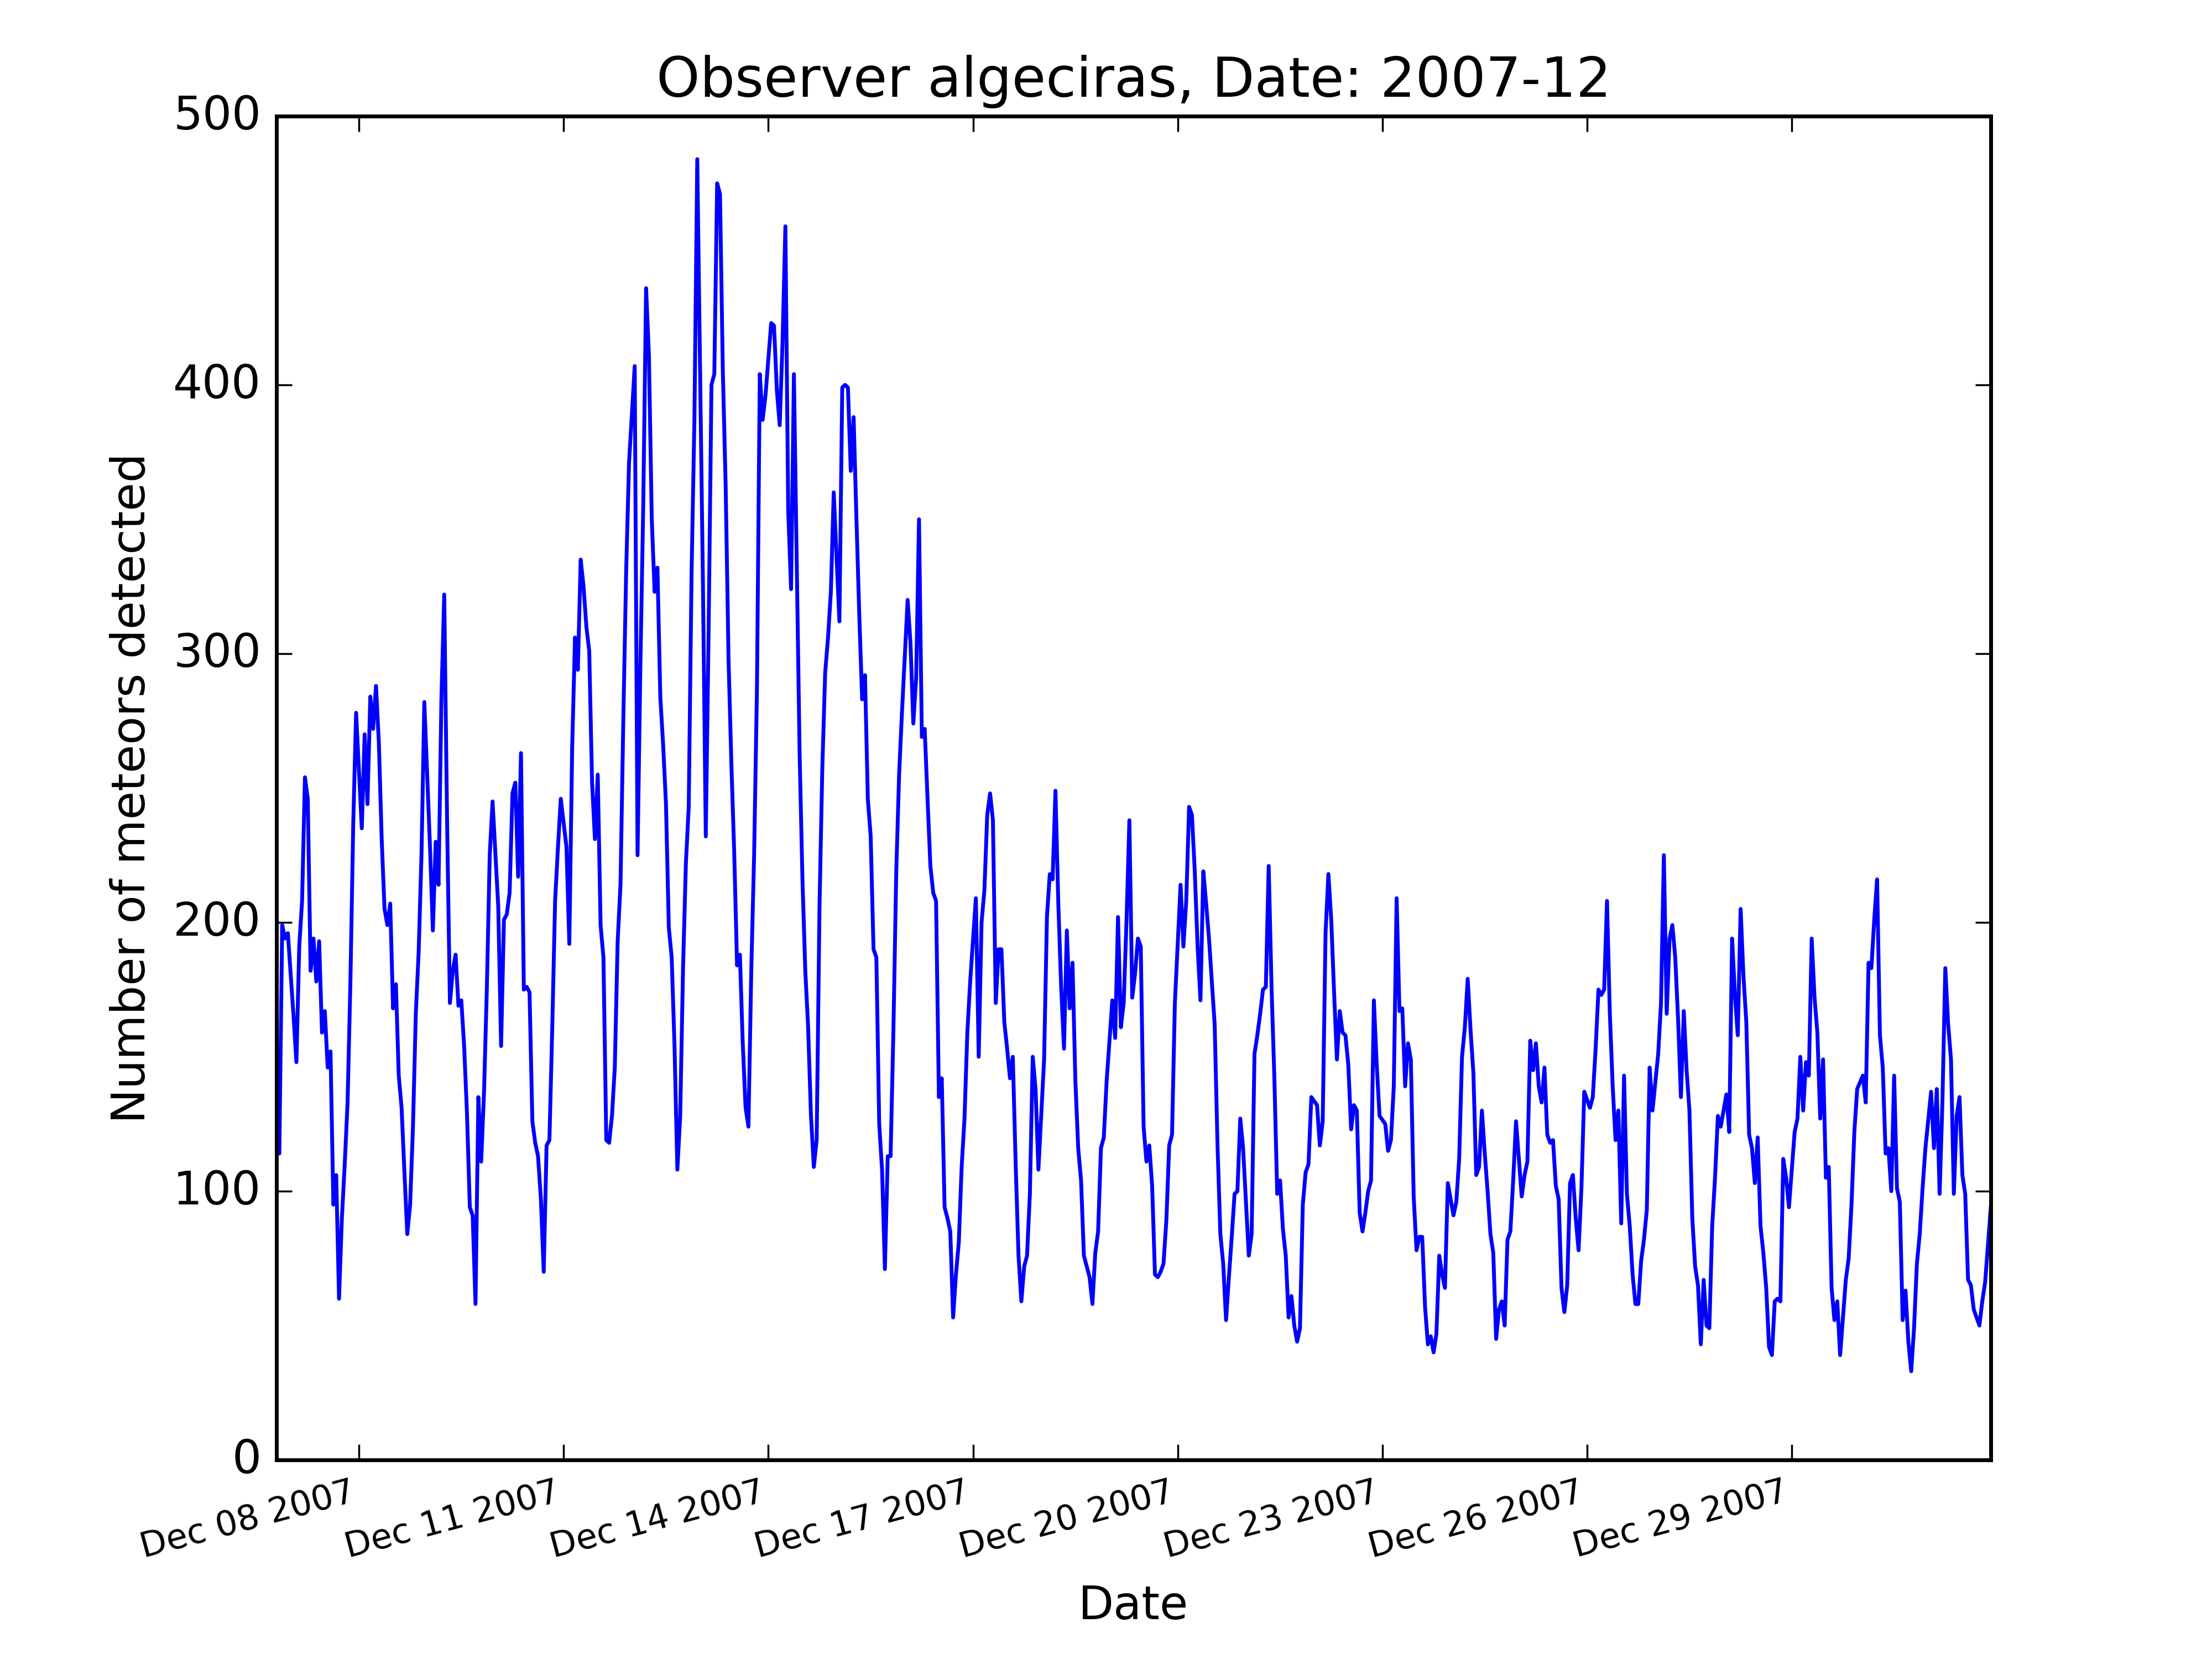 Observer algeciras, Date: 2007-12
Number of meteors detected
500
400
300
200
100
0
Dec 08 2007
Dec 11 2007
Dec 14 2007
Dec 17 2007
Dec 20 2007
Dec 23 2007
Dec 26 2007
Dec 29 2007
Date